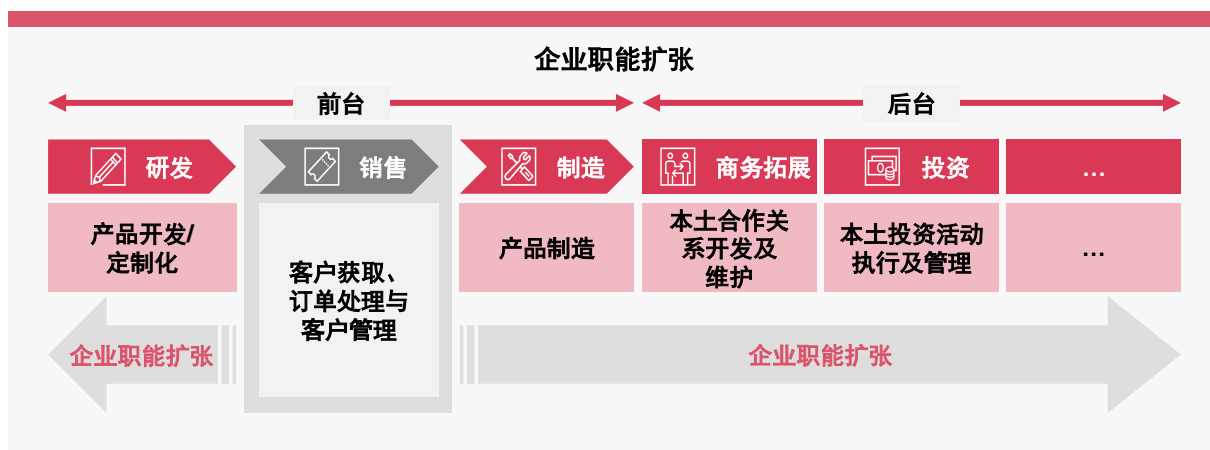 企业职能扩张
前台
后台
研发
销售
制造
商务拓展
投资
…
产品开发/
定制化
客户获取、
订单处理与
客户管理
产品制造
本土合作关
系开发及
维护
本土投资活动
执行及管理
…
企业职能扩张
企业职能扩张